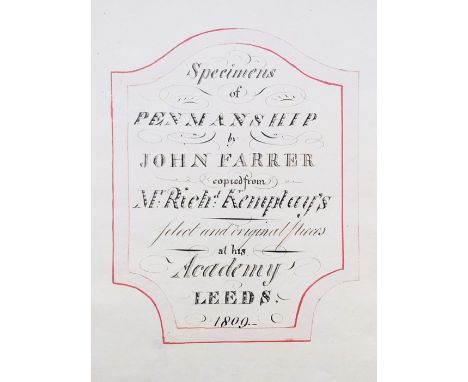 Specimens
of
PENMANSHIP
by
JOHN FARRER
copied from
Mr. Richd. Kemplay's
select and original Pieces
at his
Academy
LEEDS.
1809.